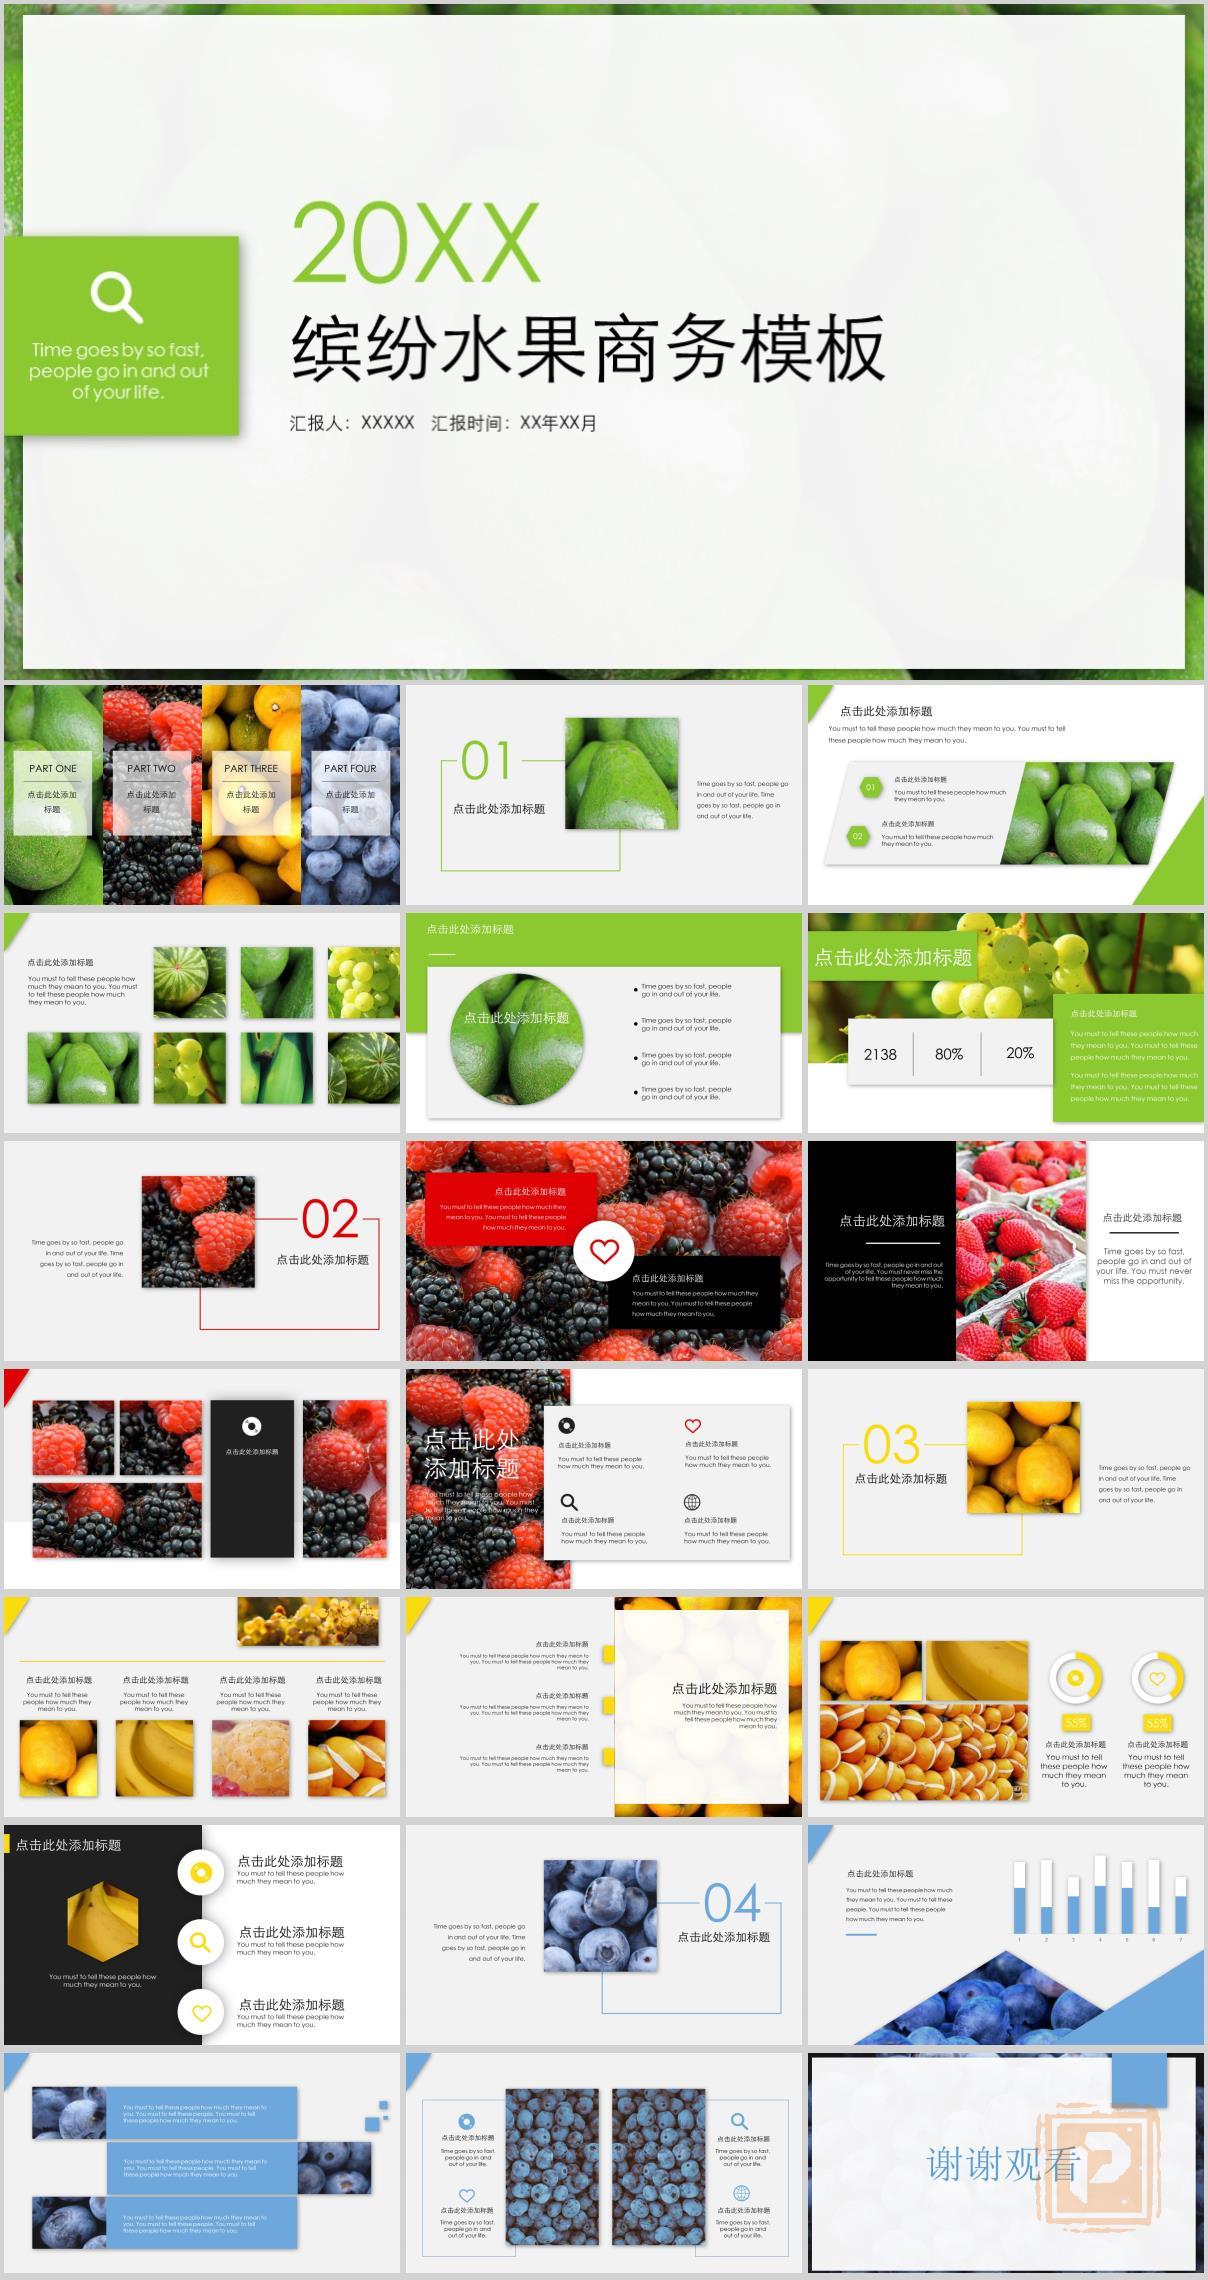 20XX
缤纷水果商务模板
汇报人：XXXXX 汇报时间：XX年XX月
Time goes by so fast,
people go in and out
of your life.
PART ONE
点击此处添加
标题
PART TWO
点击此处添加
标题
PART THREE
点击此处添加
标题
PART FOUR
点击此处添加
标题
01
点击此处添加标题
Time goes by so fast, people go
in and out of your life. Time
goes by so fast, people go in
and out of your life.
点击此处添加标题
You must to tell these people how much they mean to you. You must to tell
these people how much they mean to you.
01
点击此处添加标题
You must to tell these people how much
they mean to you.
02
点击此处添加标题
You must to tell these people how much
they mean to you.
点击此处添加标题
You must to tell these people how
much they mean to you. You must
to tell these people how much
they mean to you.
点击此处添加标题
点击此处添加标题
Time goes by so fast, people
go in and out of your life.
Time goes by so fast, people
go in and out of your life.
Time goes by so fast, people
go in and out of your life.
Time goes by so fast, people
go in and out of your life.
点击此处添加标题
2138
80%
20%
点击此处添加标题
You must to tell these people how much
they mean to you. You must to tell these
people how much they mean to you.
You must to tell these people how much
they mean to you. You must to tell these
people how much they mean to you.
Time goes by so fast, people go
in and out of your life. Time
goes by so fast, people go in
and out of your life.
02
点击此处添加标题
点击此处添加标题
You must to tell these people how much they
mean to you. You must to tell these people
how much they mean to you.
点击此处添加标题
You must to tell these people how much they
mean to you. You must to tell these people
how much they mean to you.
点击此处添加标题
Time goes by so fast, people go in and out
of your life. You must never miss the
opportunity to tell these people how much
they mean to you.
点击此处添加标题
Time goes by so fast,
people go in and out of
your life. You must never
miss the opportunity.
点击此处添加标题
点击此处
添加标题
You must to tell these people how
much they mean to you. You must
to tell these people how much they
mean to you.
点击此处添加标题
You must to tell these people
how much they mean to you.
点击此处添加标题
You must to tell these people
how much they mean to you.
点击此处添加标题
You must to tell these people
how much they mean to you.
点击此处添加标题
You must to tell these people
how much they mean to you.
03
点击此处添加标题
Time goes by so fast, people go
in and out of your life. Time
goes by so fast, people go in
and out of your life.
点击此处添加标题
You must to tell these
people how much they
mean to you.
点击此处添加标题
You must to tell these
people how much they
mean to you.
点击此处添加标题
You must to tell these
people how much they
mean to you.
点击此处添加标题
You must to tell these
people how much they
mean to you.
点击此处添加标题
You must to tell these people how much they mean to
you. You must to tell these people how much they
mean to you.
点击此处添加标题
You must to tell these people how much they mean to
you. You must to tell these people how much they
mean to you.
点击此处添加标题
You must to tell these people how much they mean to
you. You must to tell these people how much they
mean to you.
点击此处添加标题
You must to tell these people how
much they mean to you. You must to
tell these people how much they
mean to you.
55%
点击此处添加标题
You must to tell
these people how
much they mean
to you.
55%
点击此处添加标题
You must to tell
these people how
much they mean
to you.
点击此处添加标题
You must to tell these people how
much they mean to you.
点击此处添加标题
You must to tell these people how
much they mean to you.
点击此处添加标题
You must to tell these people how
much they mean to you.
点击此处添加标题
You must to tell these people how
much they mean to you.
Time goes by so fast, people go
in and out of your life. Time
goes by so fast, people go in
and out of your life.
04
点击此处添加标题
点击此处添加标题
You must to tell these people how much
they mean to you. You must to tell these
people. You must to tell these people
how much they mean to you.
1 2 3 4 5 6 7
You must to tell these people how much they mean to
you. You must to tell these people. You must to tell
these people how much they mean to you.
You must to tell these people how much they mean to
you. You must to tell these people. You must to tell
these people how much they mean to you.
You must to tell these people how much they mean to
you. You must to tell these people. You must to tell
these people how much they mean to you.
点击此处添加标题
Time goes by so fast,
people go in and
out of your life.
点击此处添加标题
Time goes by so fast,
people go in and
out of your life.
点击此处添加标题
Time goes by so fast,
people go in and
out of your life.
点击此处添加标题
Time goes by so fast,
people go in and
out of your life.
谢谢观看